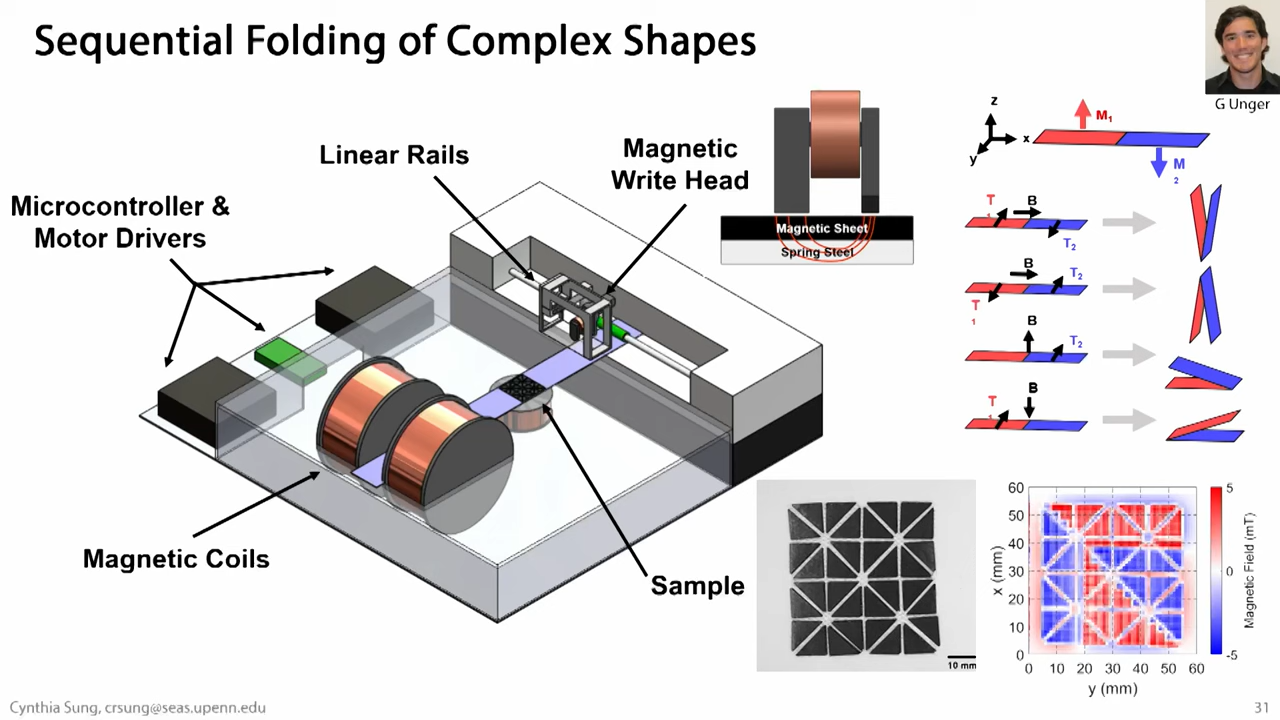 Sequential Folding of Complex Shapes
G Unger
Linear Rails
Magnetic
Write Head
Microcontroller &
Motor Drivers
Magnetic Sheet
Spring Steel
Magnetic Coils
Sample
z
x
y
M1
M
2
T
1
B
T2
B
T2
T
1
B
T2
B
T
1
10 mm
60
50
40
30
20
10
0
x (mm)
0 10 20 30 40 50 60
y (mm)
5
0
-5
Magnetic Field (mT)
Cynthia Sung, crsung@seas.upenn.edu
31